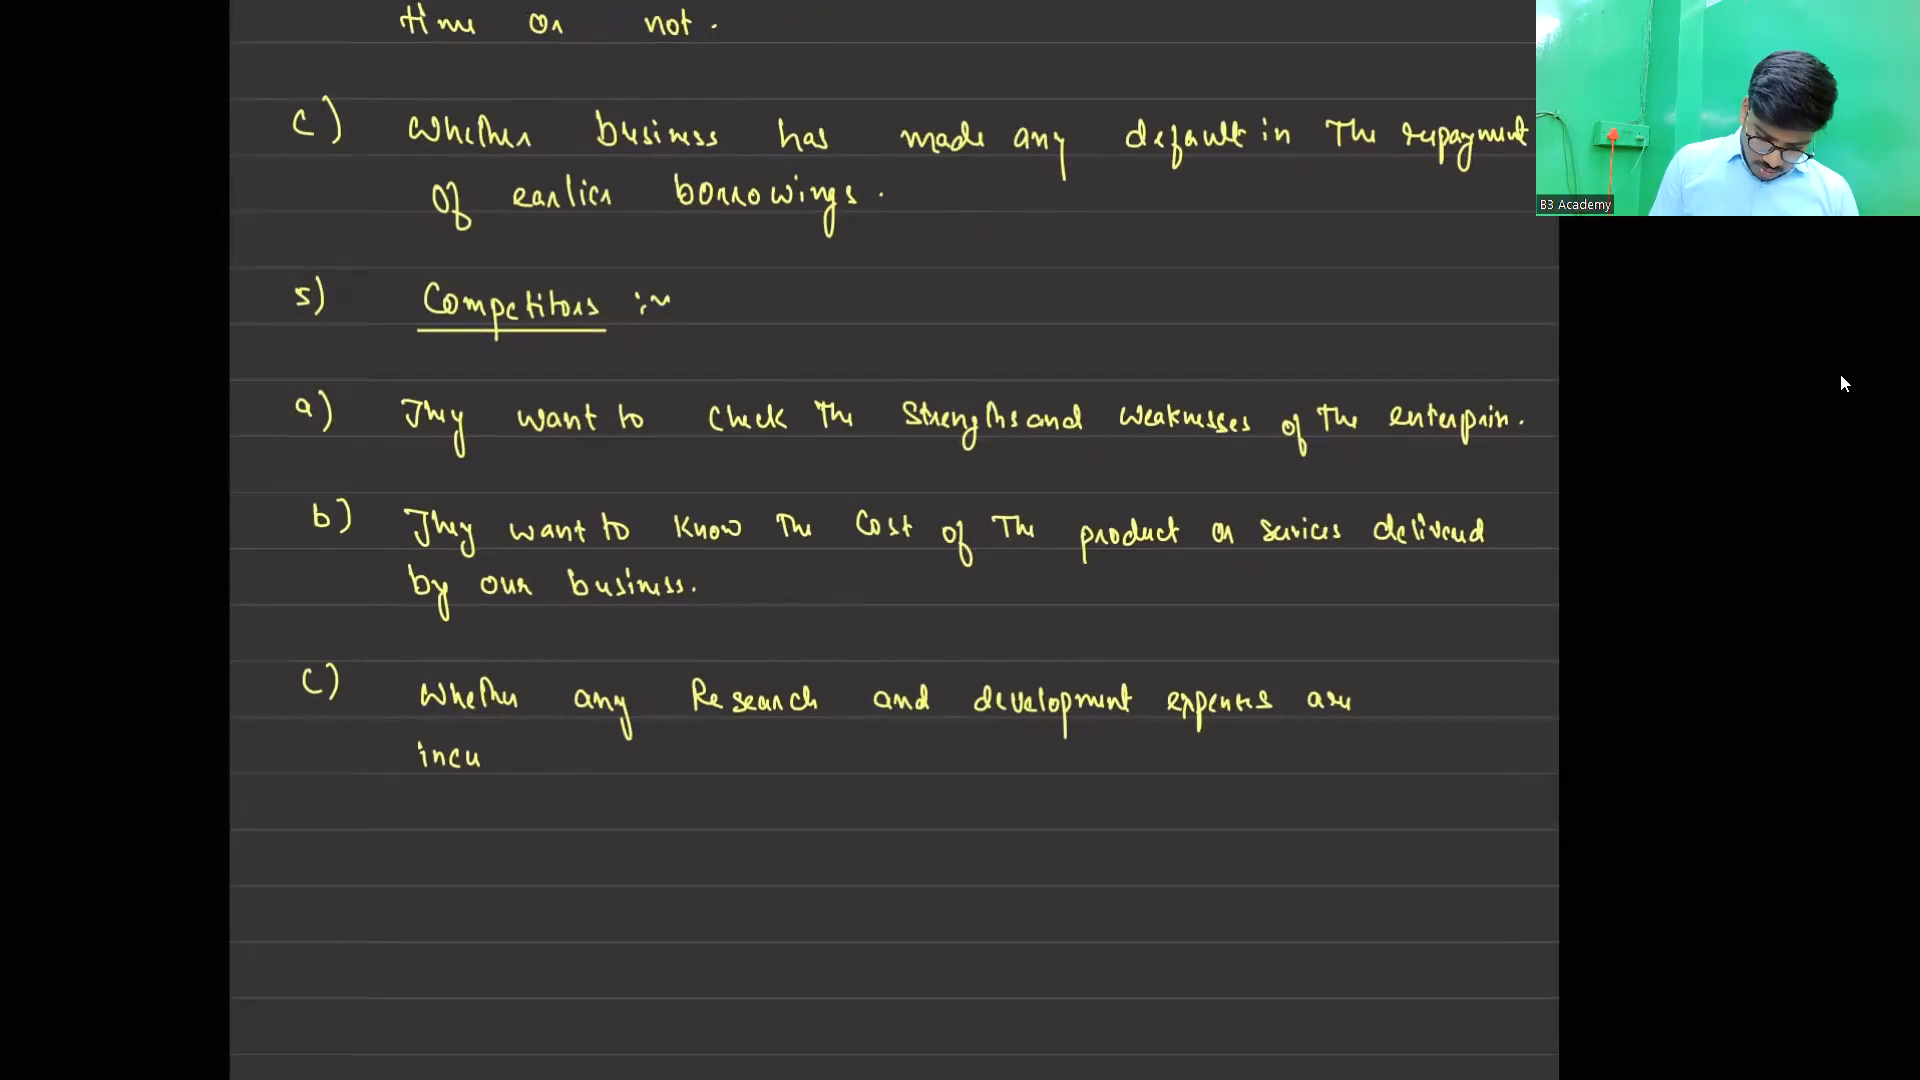 time or not.
c) Whether business has made any default in The repayment
of earlier borrowings.
B3 Academy
5) Competitors :~
a) They want to check The Strengths and weaknesses of The enterprise.
b) They want to know The Cost of The product or services delivered
by our business.
c) Whether any Research and development expenses are
incu